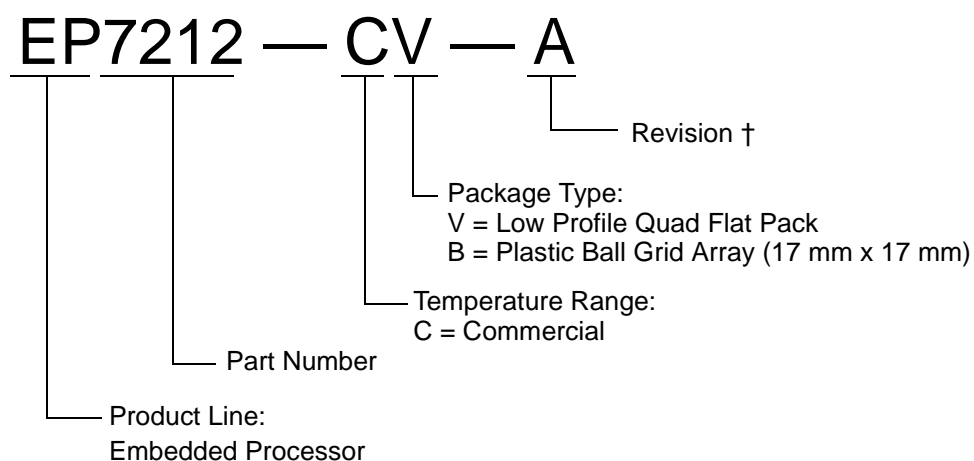 EP7212 — CV — A
Revision †
Package Type:
V = Low Profile Quad Flat Pack
B = Plastic Ball Grid Array (17 mm x 17 mm)
Temperature Range:
C = Commercial
Part Number
Product Line:
Embedded Processor